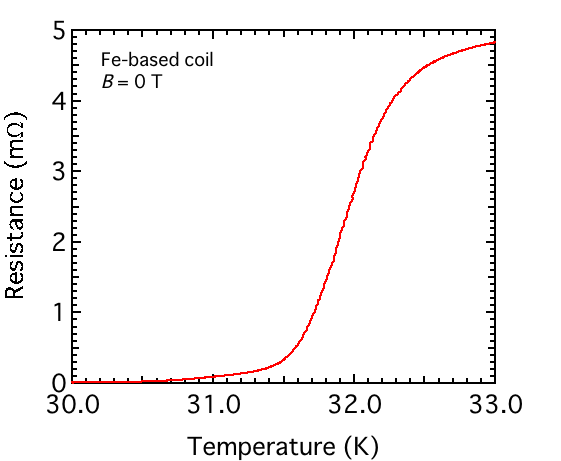 Fe-based coil
B = 0 T
Resistance (mΩ)
5
4
3
2
1
0
30.0 31.0 32.0 33.0
Temperature (K)